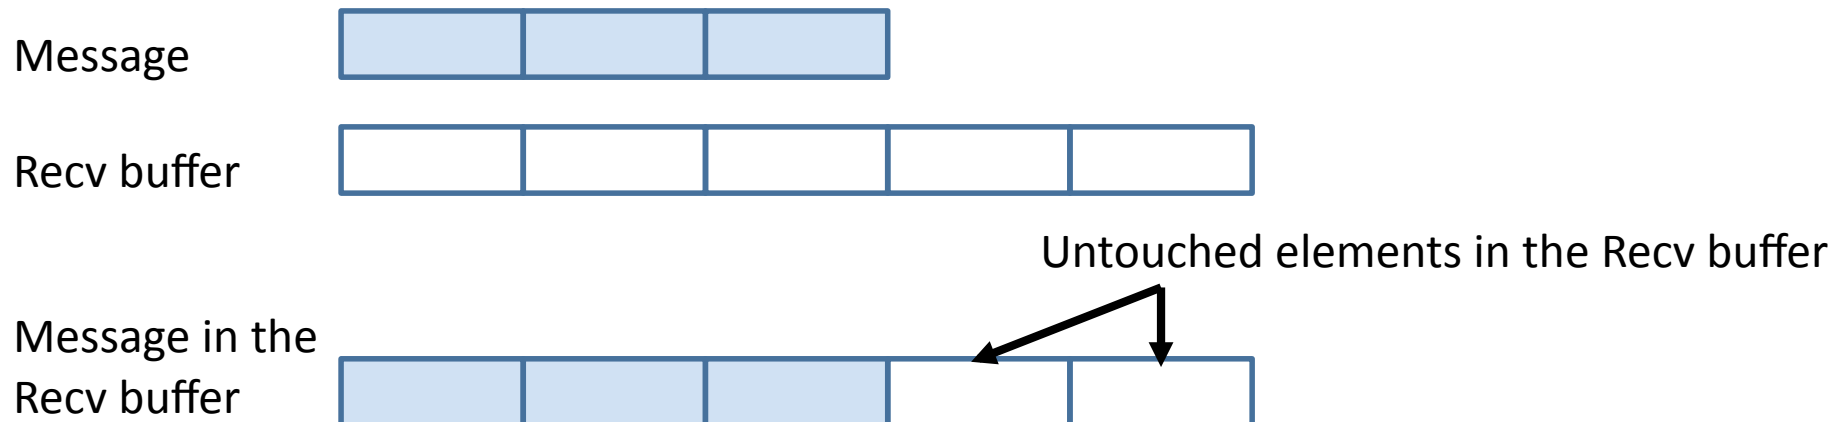 Message
Recv buffer
Untouched elements in the Recv buffer
Message in the
Recv buffer